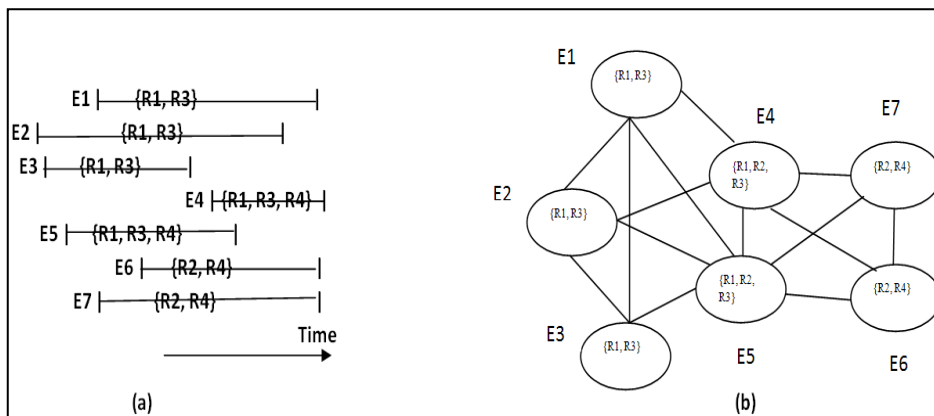 E1 {R1, R3}
E2 {R1, R3}
E3 {R1, R3}
E4 {R1, R3, R4}
E5 {R1, R3, R4}
E6 {R2, R4}
E7 {R2, R4}
Time
(a)
E1
{R1, R3}
E4
E7
{R1, R2,
R3}
{R2, R4}
E2
{R1, R3}
{R1, R2,
R3}
{R2, R4}
E3
{R1, R3}
E5
E6
(b)